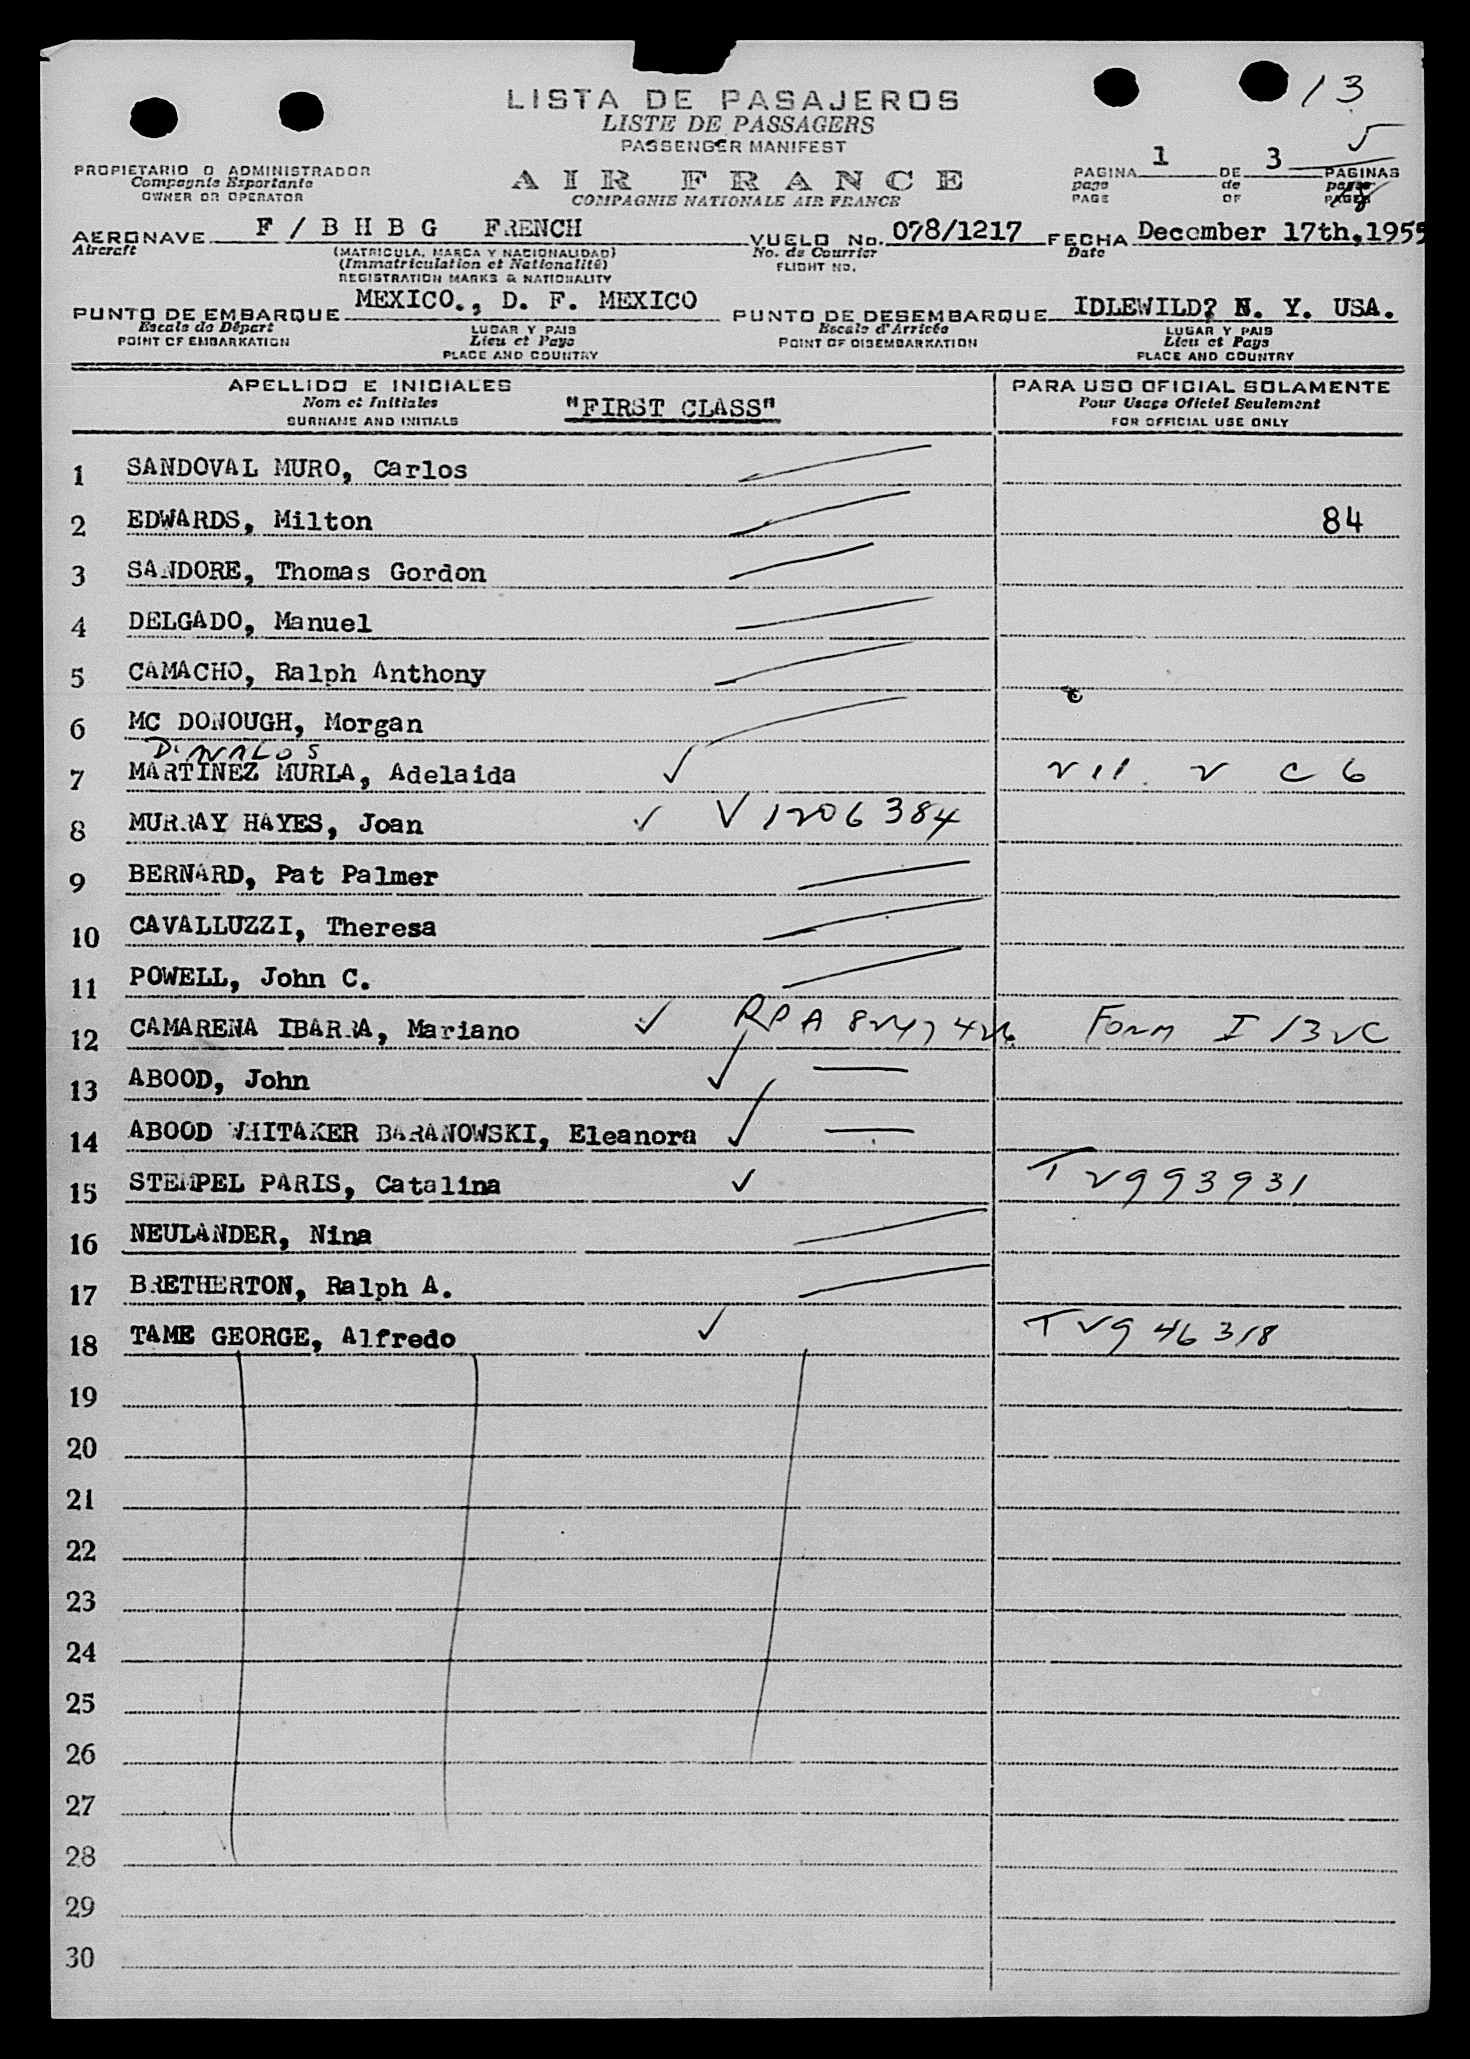 13
LISTA DE PASAJEROS
LISTE DE PASSAGERS
PASSENGER MANIFEST
5
PROPIETARIO O ADMINISTRADOR
Compagnie Exportante
OWNER OR OPERATOR
AIR FRANCE
COMPAGNIE NATIONALE AIR FRANCE
PAGINA 1 DE 3 PAGINAS
page de pages
PAGE OF PAGES
AERONAVE F / B H B G FRENCH VUELO No. 078/1217 FECHA December 17th, 1955
Aircraft (MATRICULA, MARCA Y NACIONALIDAD) No. de Courrier Date
(Immatriculation et Nationalité) FLIGHT NO.
REGISTRATION MARKS & NATIONALITY
PUNTO DE EMBARQUE MEXICO., D. F. MEXICO PUNTO DE DESEMBARQUE IDLEWILD? N. Y. USA.
Escale de Départ LUGAR Y PAIS Escale d'Arrivée LUGAR Y PAIS
POINT OF EMBARKATION Lieu et Pays POINT OF DISEMBARKATION Lieu et Pays
PLACE AND COUNTRY PLACE AND COUNTRY
APELLIDO E INICIALES PARA USO OFICIAL SOLAMENTE
Nom et Initiales "FIRST CLASS" Pour Usage Oficiel Seulement
SURNAME AND INITIALS FOR OFFICIAL USE ONLY
1 SANDOVAL MURO, Carlos
2 EDWARDS, Milton 84
3 SANDORE, Thomas Gordon
4 DELGADO, Manuel
5 CAMACHO, Ralph Anthony
6 MC DONOUGH, Morgan
D'AVALOS
7 MARTINEZ MURLA, Adelaida
8 MURRAY HAYES, Joan V1206384
9 BERNARD, Pat Palmer
10 CAVALLUZZI, Theresa
11 POWELL, John C.
12 CAMARENA IBARRA, Mariano RPA Form I 132C
13 ABOOD, John
14 ABOOD WHITAKER BARANOWSKI, Eleanora
15 STEMPEL PARIS, Catalina T V993931
16 NEULANDER, Nina
17 BRETHERTON, Ralph A.
18 TAME GEORGE, Alfredo T V946318
19
20
21
22
23
24
25
26
27
28
29
30